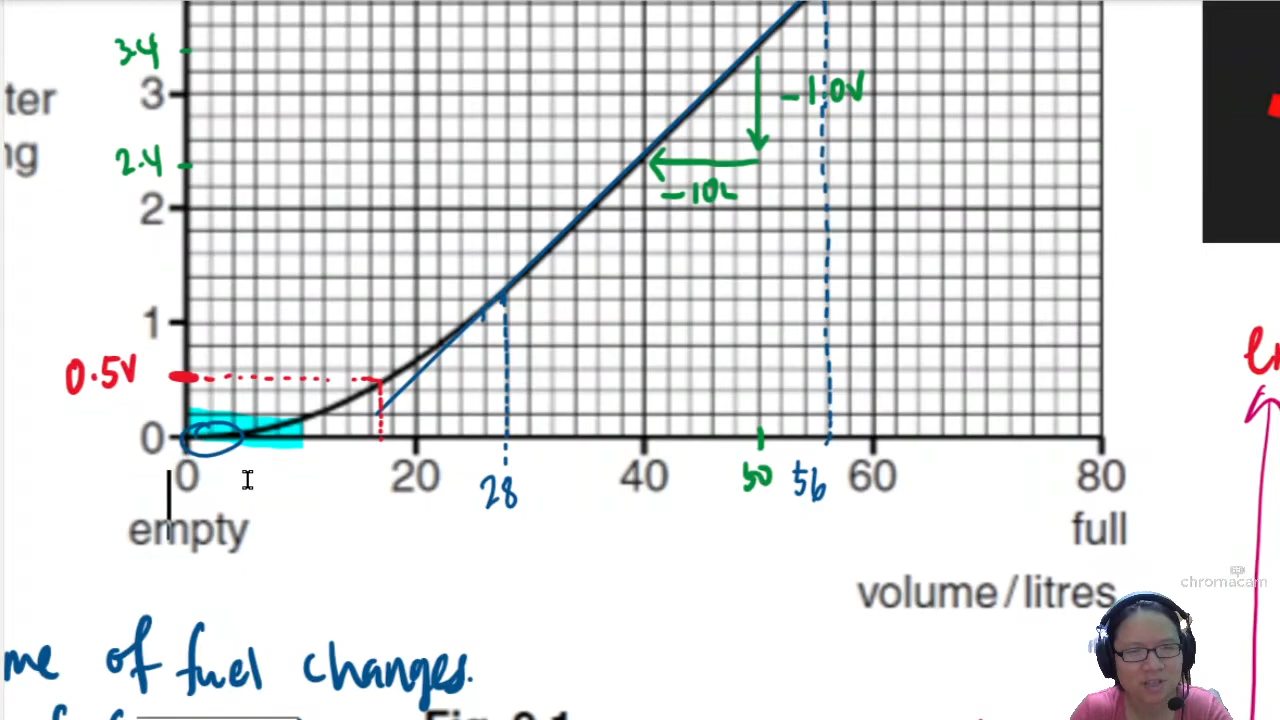 3.4
ter
3
-1.0V
ng
2.4
-10L
2
1
0.5V
0
0 20 40 60 80
28 50 56
empty full
chromacam
volume/litres
me of fuel changes.